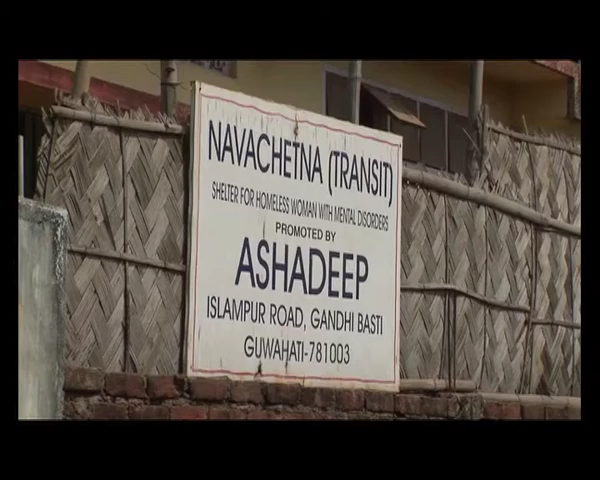 NAVACHETNA (TRANSIT)
SHELTER FOR HOMELESS WOMAN WITH MENTAL DISORDERS
PROMOTED BY
ASHADEEP
ISLAMPUR ROAD, GANDHI BASTI
GUWAHATI-781003